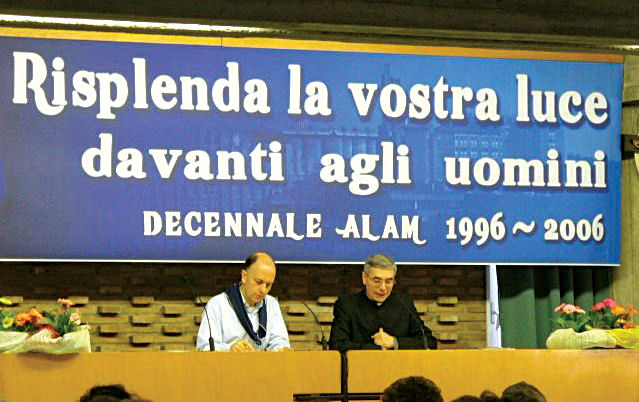 Risplenda la vostra luce
davanti agli uomini
DECENNALE ALAM 1996 ~ 2006